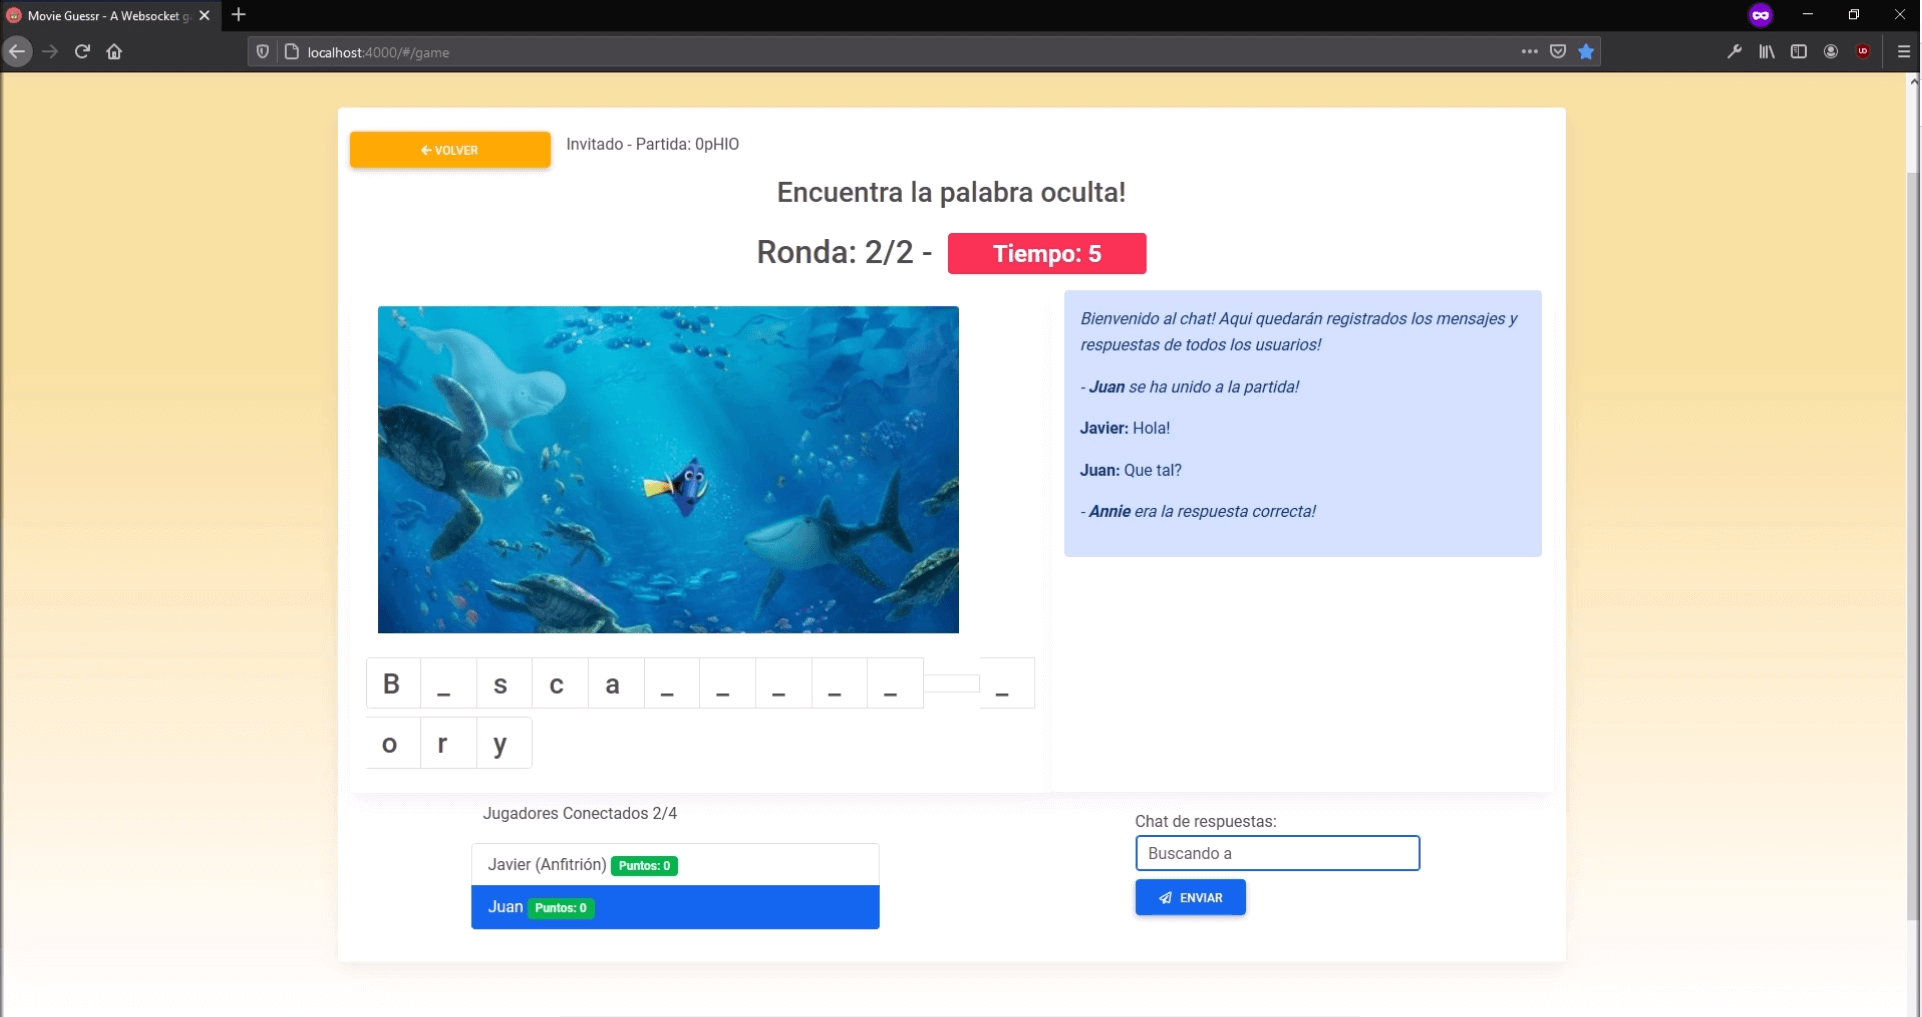 Movie Guessr - A Websocket g
localhost:4000/#/game
VOLVER
Invitado - Partida: 0pHIO
Encuentra la palabra oculta!
Ronda: 2/2 -
Tiempo: 5
Bienvenido al chat! Aqui quedarán registrados los mensajes y
respuestas de todos los usuarios!
- Juan se ha unido a la partida!
Javier: Hola!
Juan: Que tal?
- Annie era la respuesta correcta!
B _ s c a _ _ _ _ _ _
o r y
Jugadores Conectados 2/4
Javier (Anfitrión) Puntos: 0
Juan Puntos: 0
Chat de respuestas:
Buscando a
ENVIAR